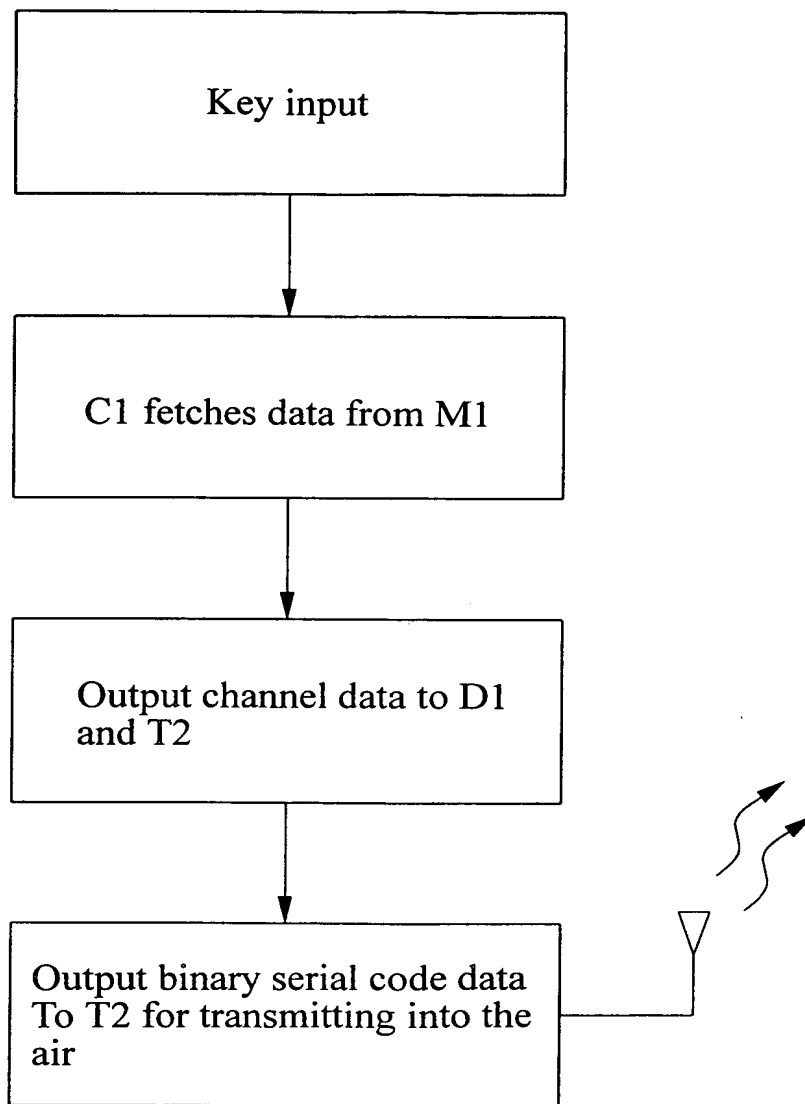 Key input
C1 fetches data from M1
Output channel data to D1
and T2
Output binary serial code data
To T2 for transmitting into the
air